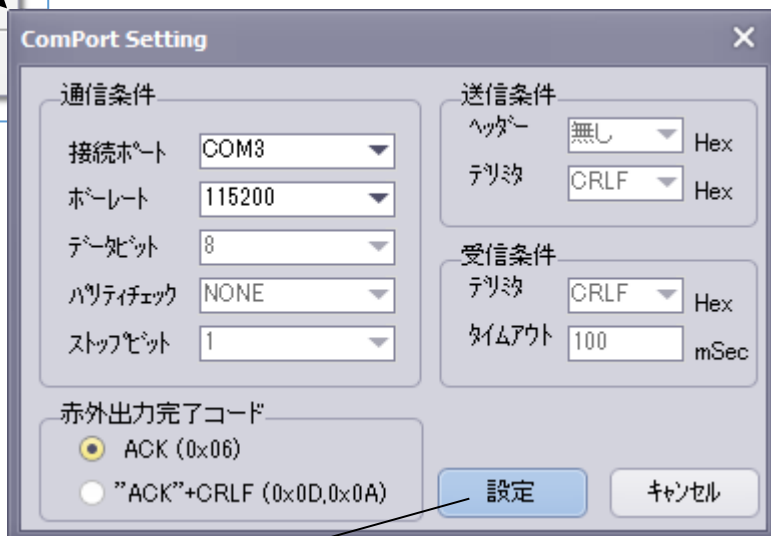 ComPort Setting
通信条件
接続ﾎﾟｰﾄ COM3
ﾎﾞｰﾚｰﾄ 115200
ﾃﾞｰﾀﾋﾞｯﾄ 8
ﾊﾟﾘﾃｨﾁｪｯｸ NONE
ｽﾄｯﾌﾟﾋﾞｯﾄ 1
送信条件
ﾍｯﾀﾞｰ 無し Hex
ﾃﾞﾘﾐﾀ CRLF Hex
受信条件
ﾃﾞﾘﾐﾀ CRLF Hex
ﾀｲﾑｱｳﾄ 100 mSec
赤外出力完了コード
ACK (0x06)
"ACK"+CRLF (0x0D,0x0A)
設定 ｷｬﾝｾﾙ